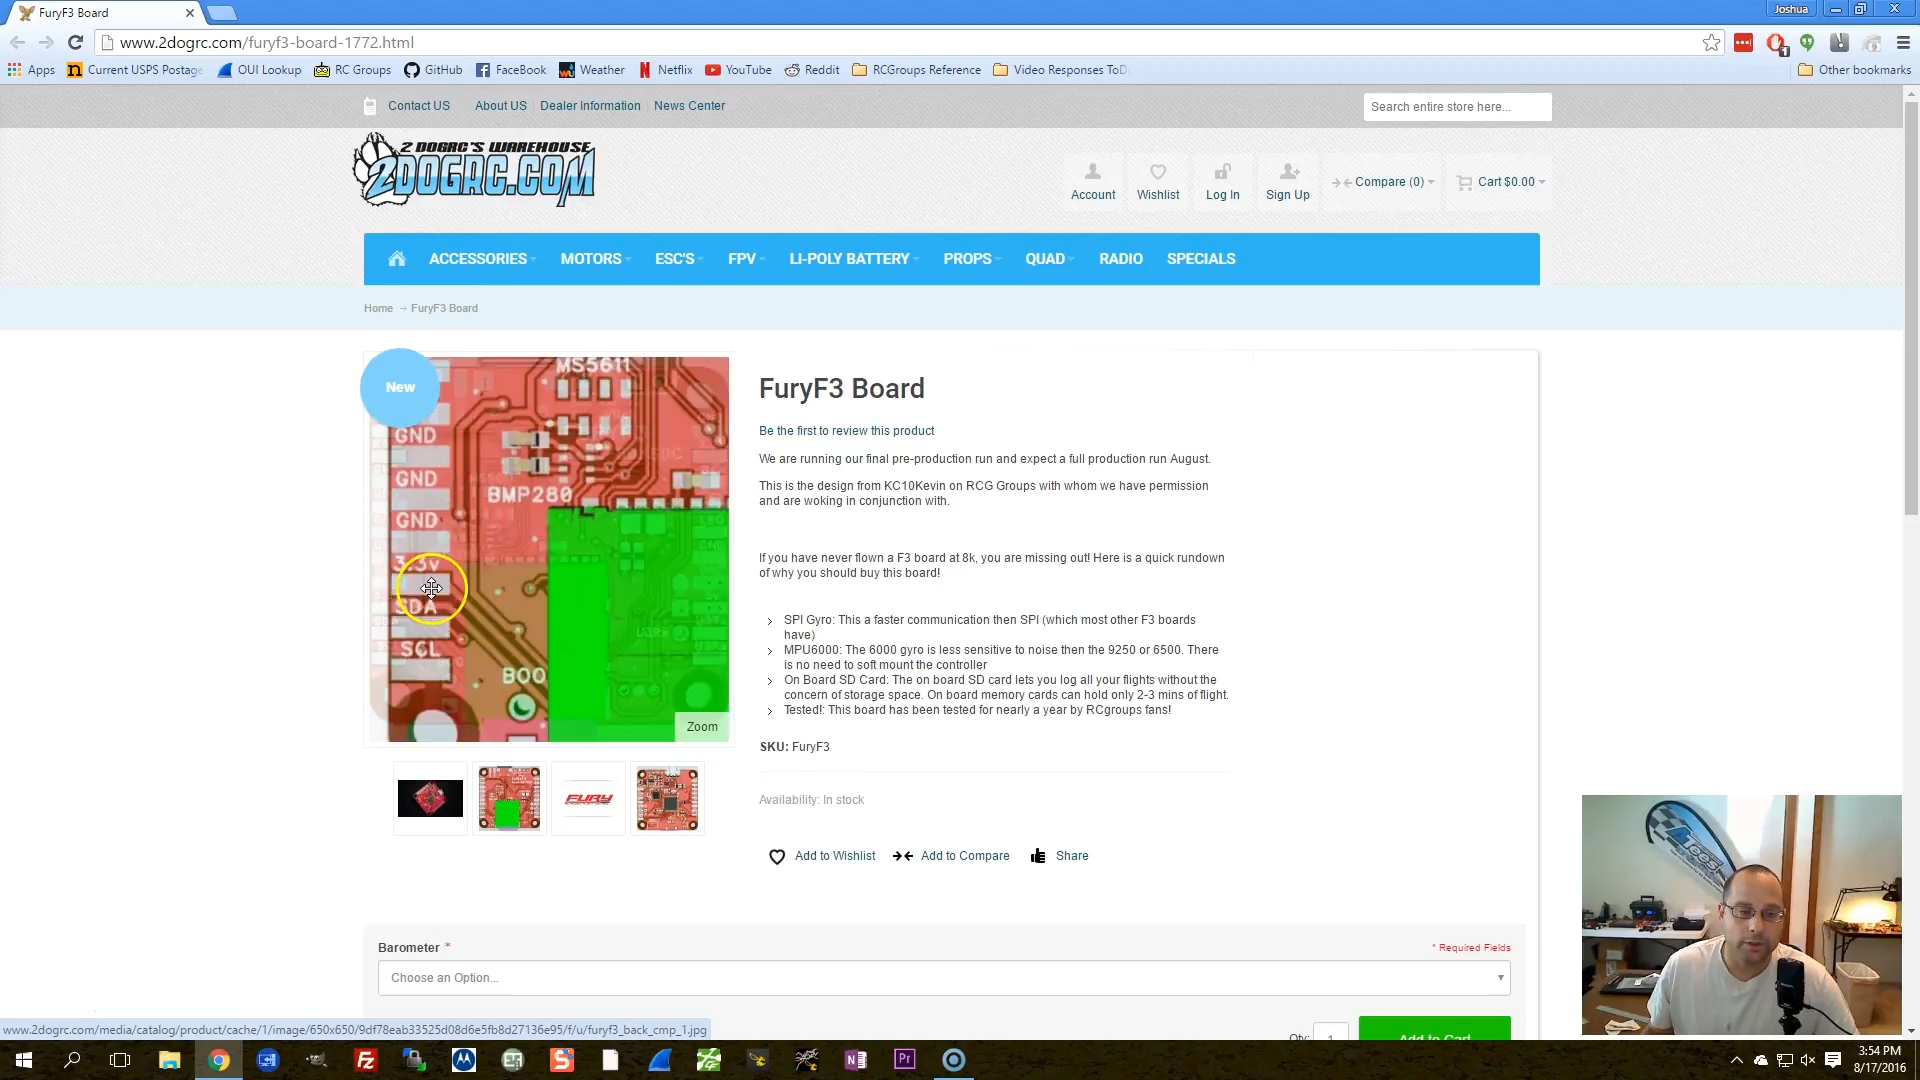 FuryF3 Board
Joshua
www.2dogrc.com/furyf3-board-1772.html
Apps Current USPS Postage OUI Lookup RC Groups GitHub FaceBook Weather Netflix YouTube Reddit RCGroups Reference Video Responses ToD Other bookmarks
Contact US About US Dealer Information News Center
Search entire store here...
2 DOGRC'S WAREHOUSE
2DOGRC.COM
Account Wishlist Log In Sign Up Compare (0) Cart $0.00
ACCESSORIES MOTORS ESC'S FPV LI-POLY BATTERY PROPS QUAD RADIO SPECIALS
Home → FuryF3 Board
New
MS5611
GND
GND
BMP280
GND
3.3v
SDA
SCL
BOO
Zoom
FURY
FuryF3 Board
Be the first to review this product
We are running our final pre-production run and expect a full production run August.
This is the design from KC10Kevin on RCG Groups with whom we have permission
and are woking in conjunction with.
If you have never flown a F3 board at 8k, you are missing out! Here is a quick rundown
of why you should buy this board!
SPI Gyro: This a faster communication then SPI (which most other F3 boards
have)
MPU6000: The 6000 gyro is less sensitive to noise then the 9250 or 6500. There
is no need to soft mount the controller
On Board SD Card: The on board SD card lets you log all your flights without the
concern of storage space. On board memory cards can hold only 2-3 mins of flight.
Tested!: This board has been tested for nearly a year by RCgroups fans!
SKU: FuryF3
Availability: In stock
Add to Wishlist Add to Compare Share
Barometer *
* Required Fields
Choose an Option...
Qty: 1
Add to Cart
www.2dogrc.com/media/catalog/product/cache/1/image/650x650/9df78eab33525d08d6e5fb8d27136e95/f/u/furyf3_back_cmp_1.jpg
3:54 PM
8/17/2016